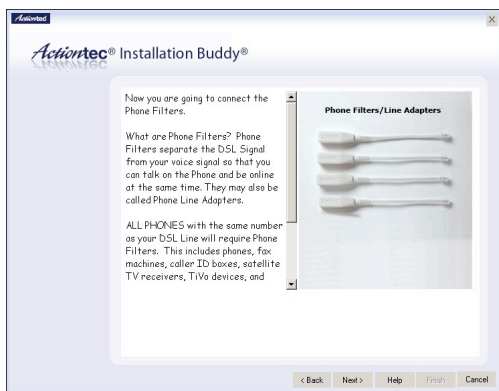 Actiontec
X
Actiontec® Installation Buddy®
Now you are going to connect the
Phone Filters.
What are Phone Filters? Phone
Filters separate the DSL Signal
from your voice signal so that you
can talk on the Phone and be online
at the same time. They may also be
called Phone Line Adapters.
ALL PHONES with the same number
as your DSL Line will require Phone
Filters. This includes phones, fax
machines, caller ID boxes, satellite
TV receivers, TiVo devices, and
Phone Filters/Line Adapters
< Back Next > Help Finish Cancel